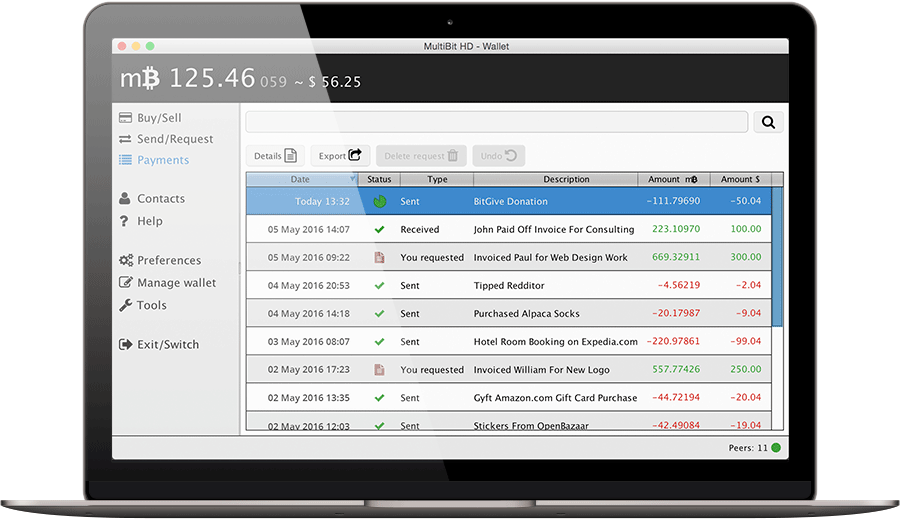 MultiBit HD - Wallet
m₿ 125.46 059 ~ $ 56.25
Buy/Sell
Send/Request
Payments
Contacts
Help
Preferences
Manage wallet
Tools
Exit/Switch
Details Export Delete request Undo
Date Status Type Description Amount m₿ Amount $
Today 13:32 Sent BitGive Donation -111.79690 -50.04
05 May 2016 14:07 Received John Paid Off Invoice For Consulting 223.10970 100.00
05 May 2016 09:22 You requested Invoiced Paul for Web Design Work 669.32911 300.00
04 May 2016 20:53 Sent Tipped Redditor -4.56219 -2.04
04 May 2016 14:18 Sent Purchased Alpaca Socks -20.17987 -9.04
03 May 2016 08:07 Sent Hotel Room Booking on Expedia.com -220.97861 -99.04
02 May 2016 17:23 You requested Invoiced William For New Logo 557.77426 250.00
02 May 2016 13:35 Sent Gyft Amazon.com Gift Card Purchase -44.72194 -20.04
02 May 2016 12:03 Sent Stickers From OpenBazaar -42.49084 -19.04
Peers: 11